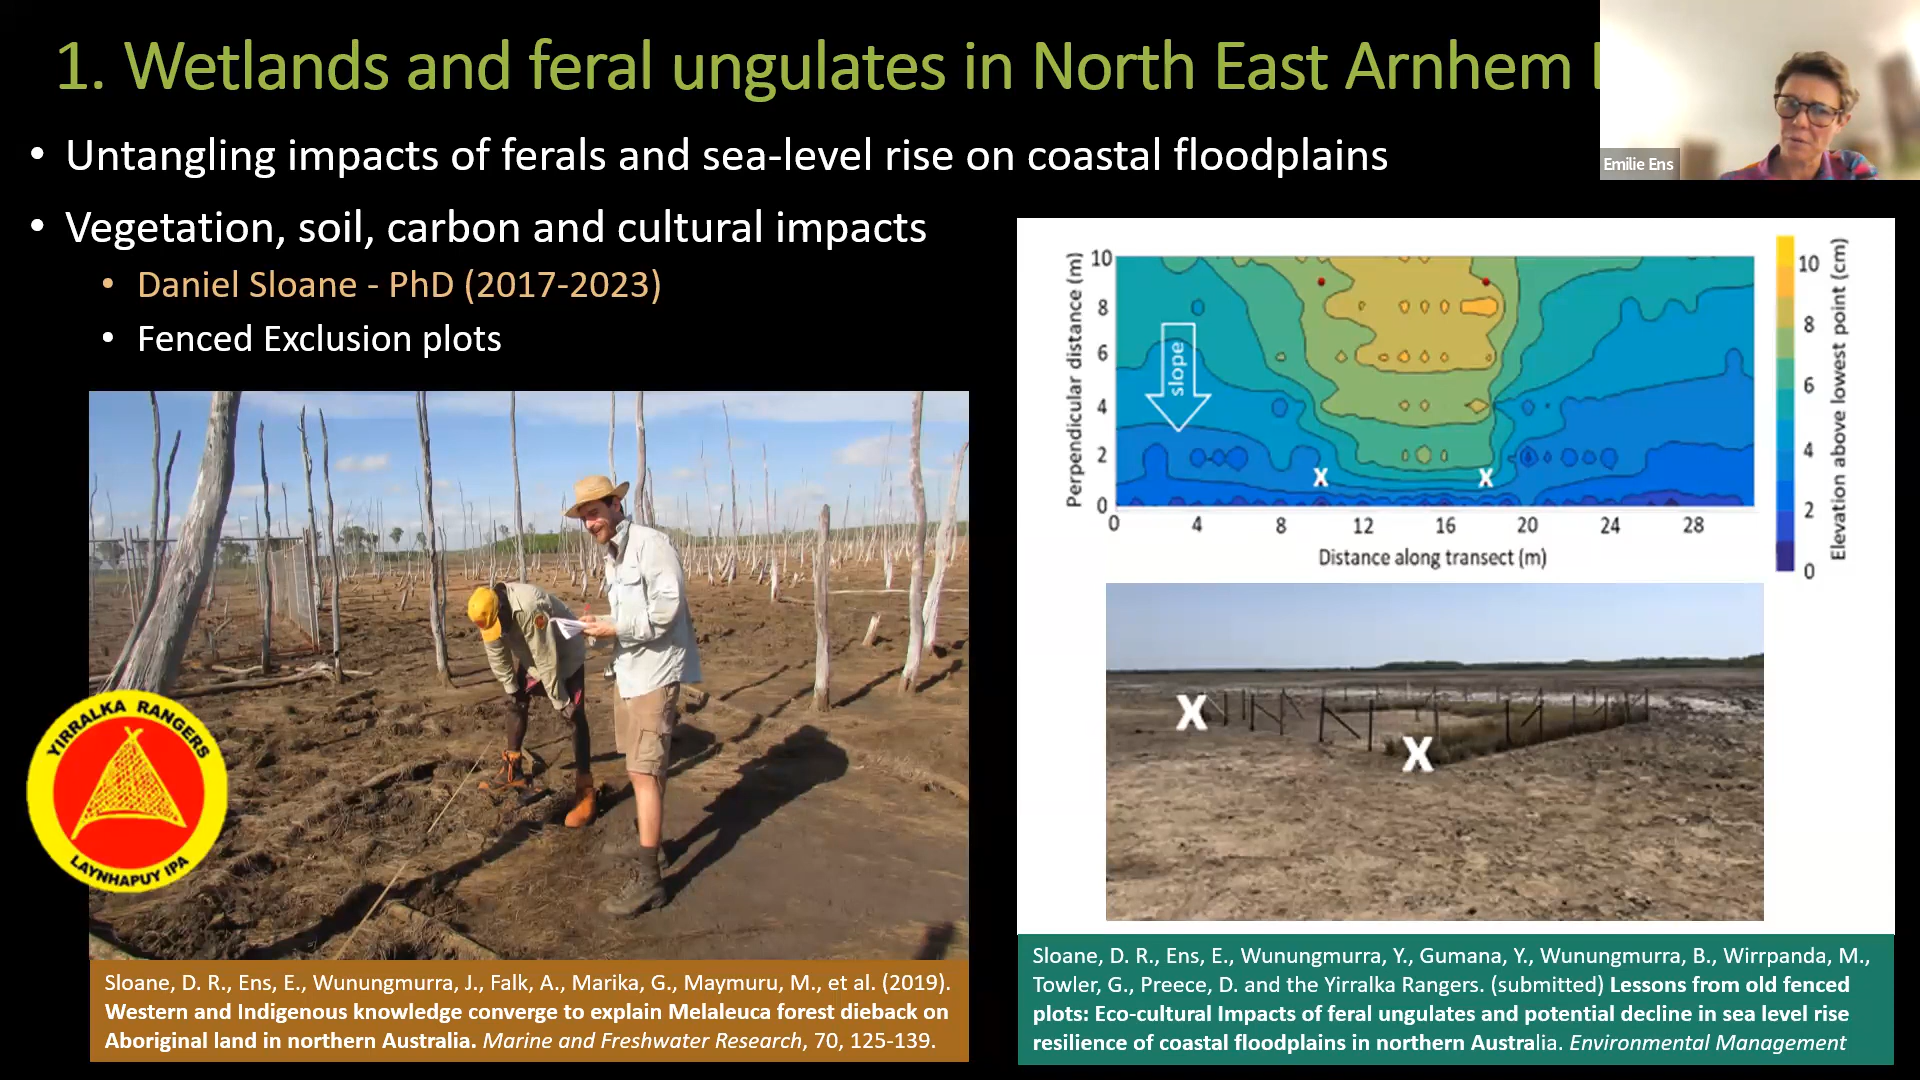 1. Wetlands and feral ungulates in North East Arnhem
Emilie Ens
• Untangling impacts of ferals and sea-level rise on coastal floodplains
• Vegetation, soil, carbon and cultural impacts
• Daniel Sloane - PhD (2017-2023)
• Fenced Exclusion plots
YIRRALKA RANGERS
LAYNHAPUY IPA
Sloane, D. R., Ens, E., Wunungmurra, J., Falk, A., Marika, G., Maymuru, M., et al. (2019).
Western and Indigenous knowledge converge to explain Melaleuca forest dieback on
Aboriginal land in northern Australia. Marine and Freshwater Research, 70, 125-139.
Perpendicular distance (m)
10
8
6
4
2
0
slope
X X
0 4 8 12 16 20 24 28
Distance along transect (m)
10
8
6
4
2
0
Elevation above lowest point (cm)
X
X
Sloane, D. R., Ens, E., Wunungmurra, Y., Gumana, Y., Wunungmurra, B., Wirrpanda, M.,
Towler, G., Preece, D. and the Yirralka Rangers. (submitted) Lessons from old fenced
plots: Eco-cultural Impacts of feral ungulates and potential decline in sea level rise
resilience of coastal floodplains in northern Australia. Environmental Management